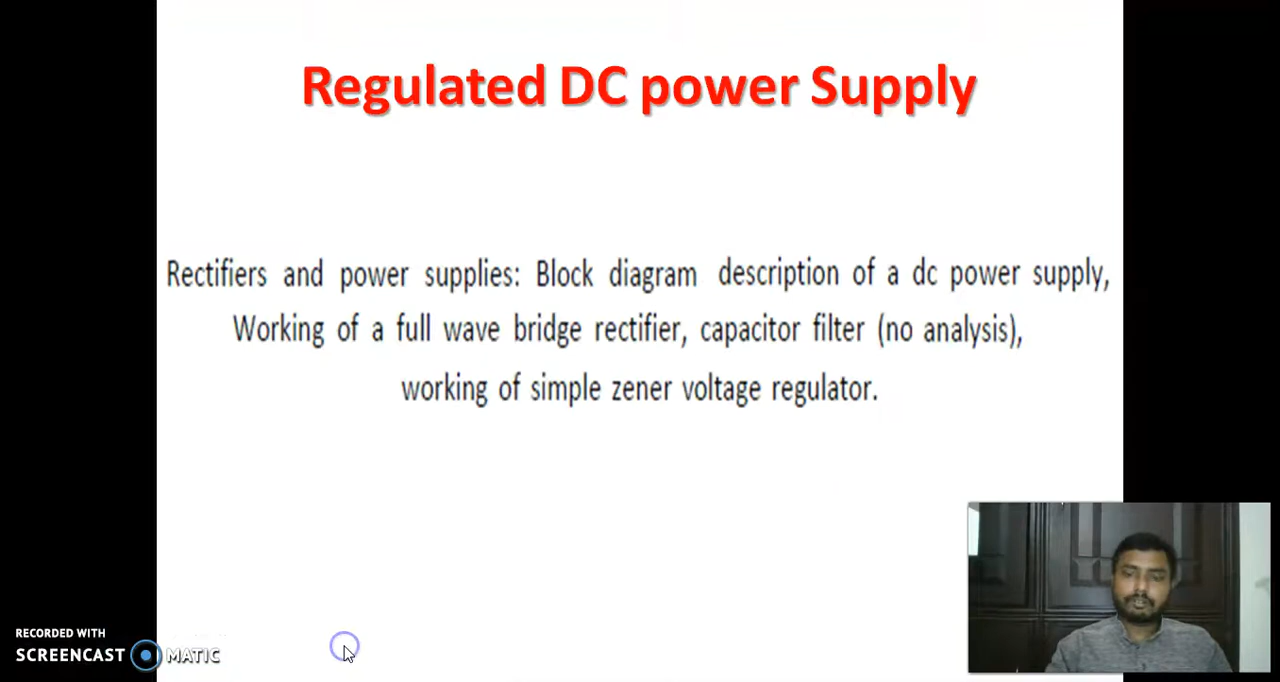 Regulated DC power Supply
Rectifiers and power supplies: Block diagram description of a dc power supply,
Working of a full wave bridge rectifier, capacitor filter (no analysis),
working of simple zener voltage regulator.
RECORDED WITH
SCREENCAST MATIC